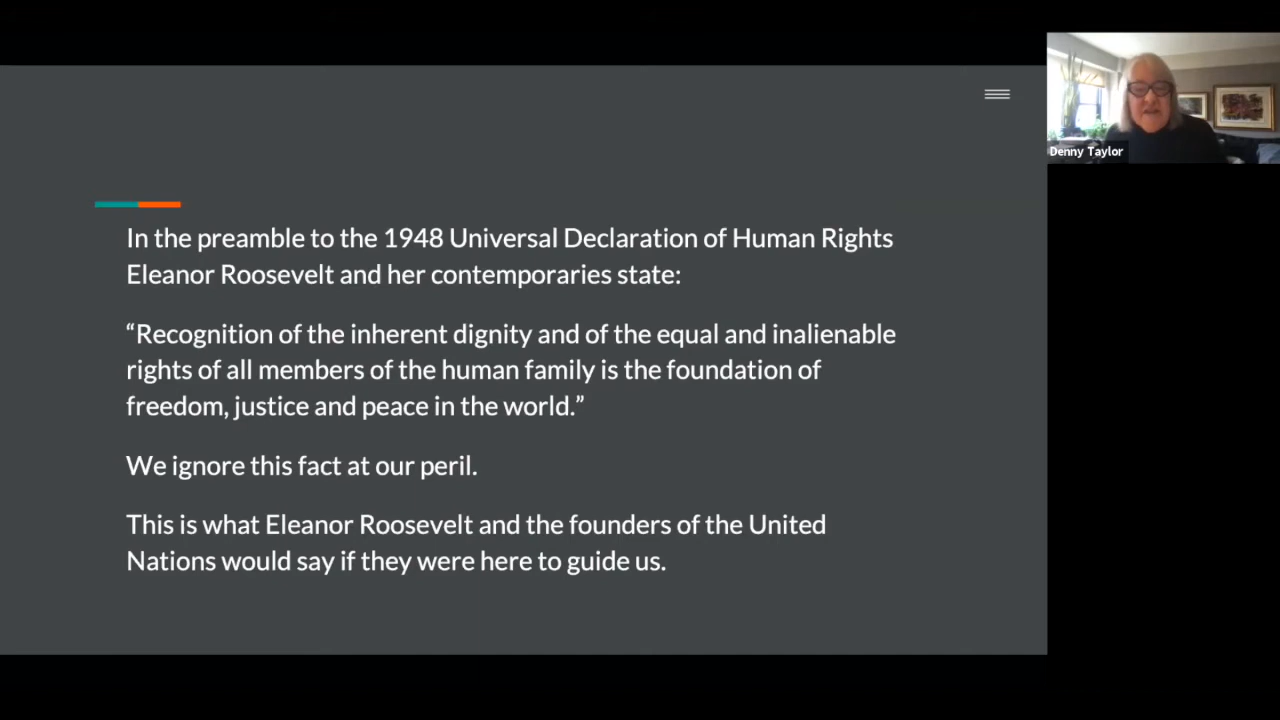 In the preamble to the 1948 Universal Declaration of Human Rights
Eleanor Roosevelt and her contemporaries state:
“Recognition of the inherent dignity and of the equal and inalienable
rights of all members of the human family is the foundation of
freedom, justice and peace in the world.”
We ignore this fact at our peril.
This is what Eleanor Roosevelt and the founders of the United
Nations would say if they were here to guide us.
Denny Taylor